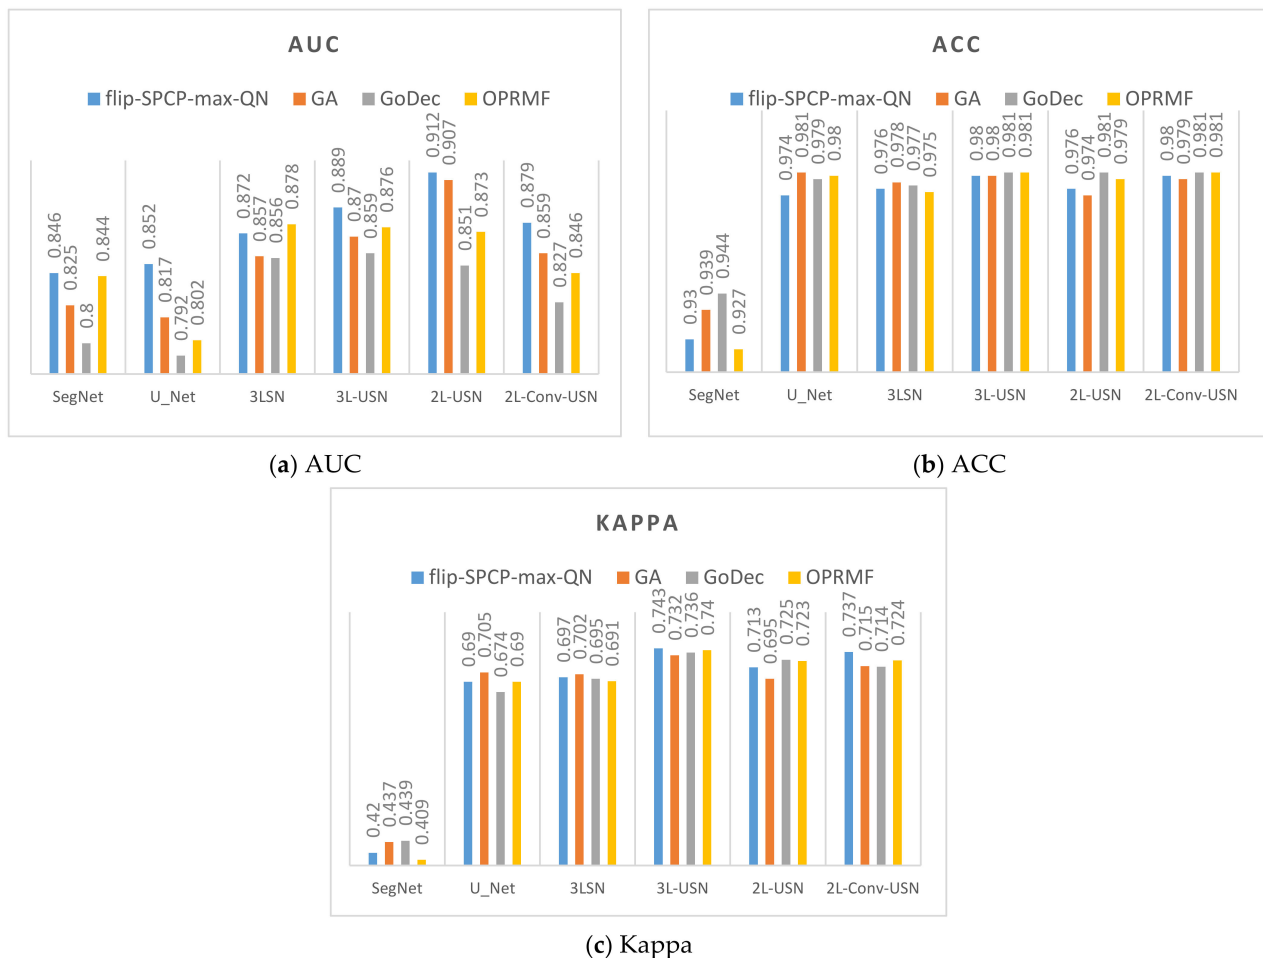 AUC
flip-SPCP-max-QN GA GoDec OPRMF
0.846 0.825 0.8 0.844 0.852 0.817 0.792 0.802 0.872 0.857 0.856 0.878 0.889 0.87 0.859 0.876 0.912 0.907 0.851 0.873 0.879 0.859 0.827 0.846
SegNet U_Net 3LSN 3L-USN 2L-USN 2L-Conv-USN
(a) AUC
ACC
flip-SPCP-max-QN GA GoDec OPRMF
0.93 0.939 0.944 0.927 0.974 0.981 0.979 0.98 0.976 0.978 0.977 0.975 0.98 0.98 0.981 0.981 0.976 0.974 0.981 0.979 0.98 0.979 0.981 0.981
SegNet U_Net 3LSN 3L-USN 2L-USN 2L-Conv-USN
(b) ACC
KAPPA
flip-SPCP-max-QN GA GoDec OPRMF
0.42 0.437 0.439 0.409 0.69 0.705 0.674 0.69 0.697 0.702 0.695 0.691 0.743 0.732 0.736 0.74 0.713 0.695 0.725 0.723 0.737 0.715 0.714 0.724
SegNet U_Net 3LSN 3L-USN 2L-USN 2L-Conv-USN
(c) Kappa